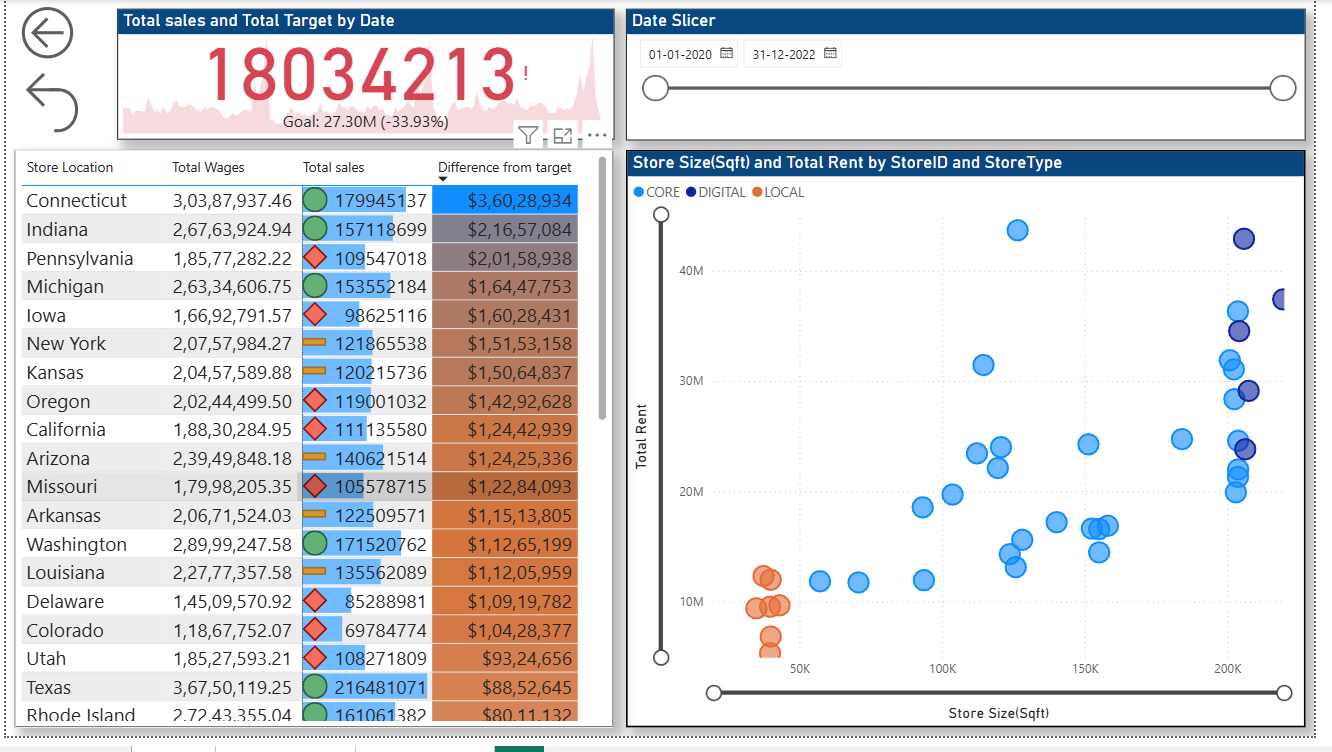 Total sales and Total Target by Date
18034213!
Goal: 27.30M (-33.93%)
Date Slicer
01-01-2020 31-12-2022
Store Location Total Wages Total sales Difference from target
Connecticut 3,03,87,937.46 179945137 $3,60,28,934
Indiana 2,67,63,924.94 157118699 $2,16,57,084
Pennsylvania 1,85,77,282.22 109547018 $2,01,58,938
Michigan 2,63,34,606.75 153552184 $1,64,47,753
Iowa 1,66,92,791.57 98625116 $1,60,28,431
New York 2,07,57,984.27 121865538 $1,51,53,158
Kansas 2,04,57,589.88 120215736 $1,50,64,837
Oregon 2,02,44,499.50 119001032 $1,42,92,628
California 1,88,30,284.95 111135580 $1,24,42,939
Arizona 2,39,49,848.18 140621514 $1,24,25,336
Missouri 1,79,98,205.35 105578715 $1,22,84,093
Arkansas 2,06,71,524.03 122509571 $1,15,13,805
Washington 2,89,99,247.58 171520762 $1,12,65,199
Louisiana 2,27,77,357.58 135562089 $1,12,05,959
Delaware 1,45,09,570.92 85288981 $1,09,19,782
Colorado 1,18,67,752.07 69784774 $1,04,28,377
Utah 1,85,27,593.21 108271809 $93,24,656
Texas 3,67,50,119.25 216481071 $88,52,645
Rhode Island 2,72,43,355.04 161061382 $80,11,132
Store Size(Sqft) and Total Rent by StoreID and StoreType
CORE DIGITAL LOCAL
Total Rent
40M
30M
20M
10M
50K 100K 150K 200K
Store Size(Sqft)